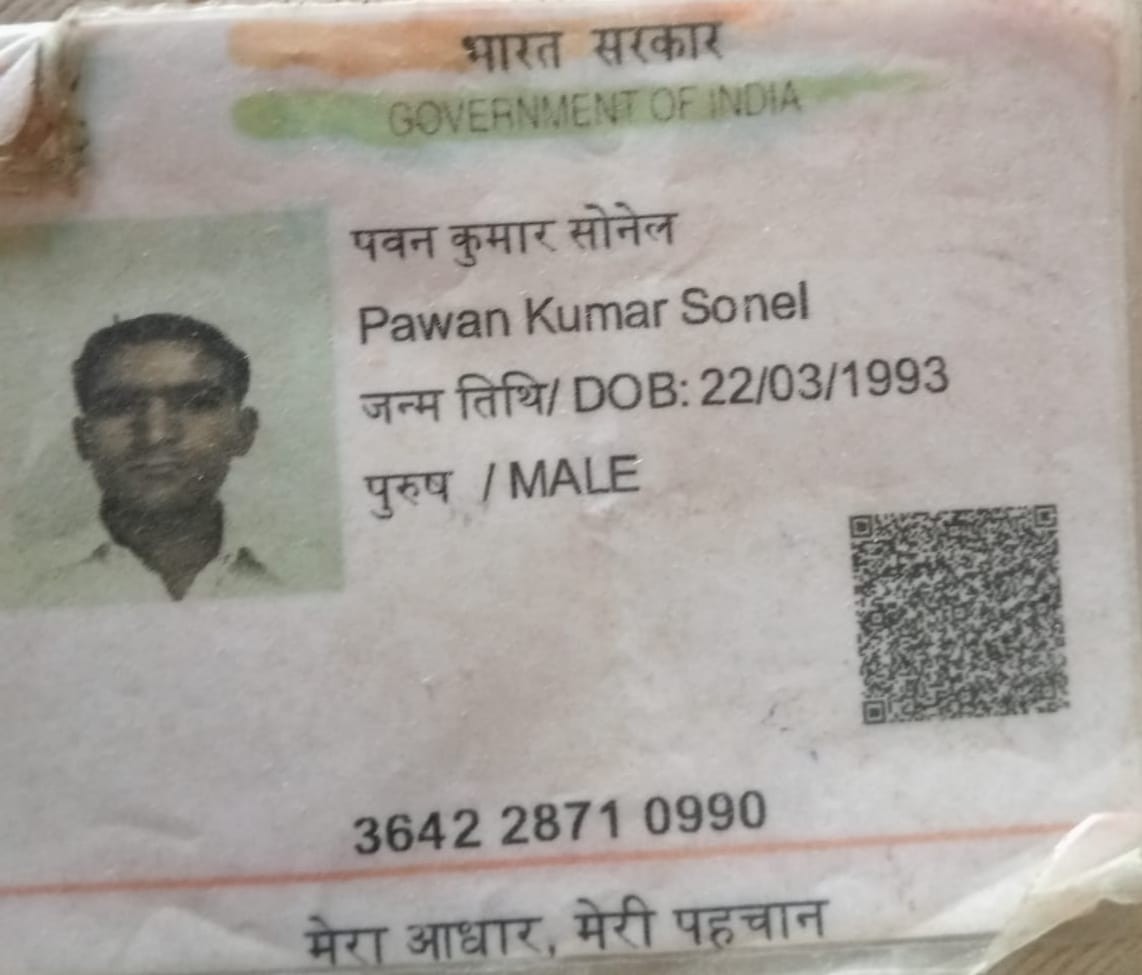 भारत सरकार
GOVERNMENT OF INDIA
पवन कुमार सोनेल
Pawan Kumar Sonel
जन्म तिथि/ DOB: 22/03/1993
पुरुष / MALE
3642 2871 0990
मेरा आधार, मेरी पहचान